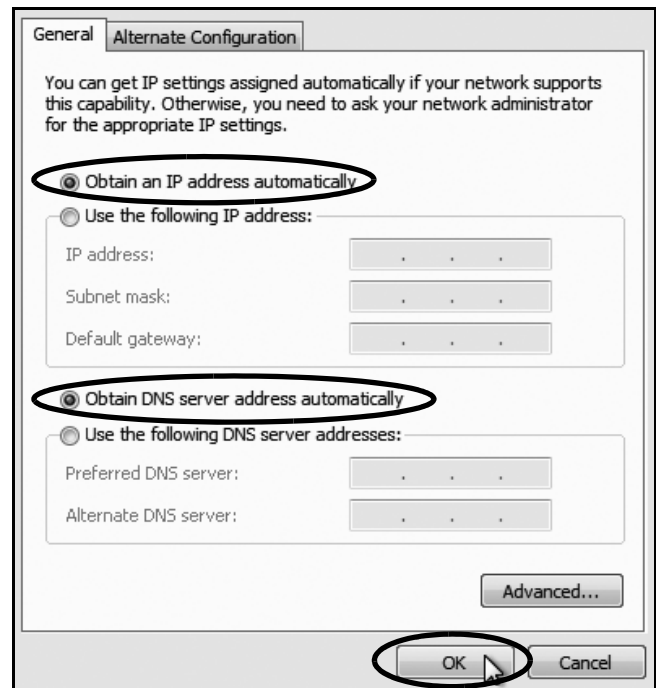 General
Alternate Configuration
You can get IP settings assigned automatically if your network supports
this capability. Otherwise, you need to ask your network administrator
for the appropriate IP settings.
Obtain an IP address automatically
Use the following IP address:
IP address:
Subnet mask:
Default gateway:
Obtain DNS server address automatically
Use the following DNS server addresses:
Preferred DNS server:
Alternate DNS server:
Advanced...
OK
Cancel